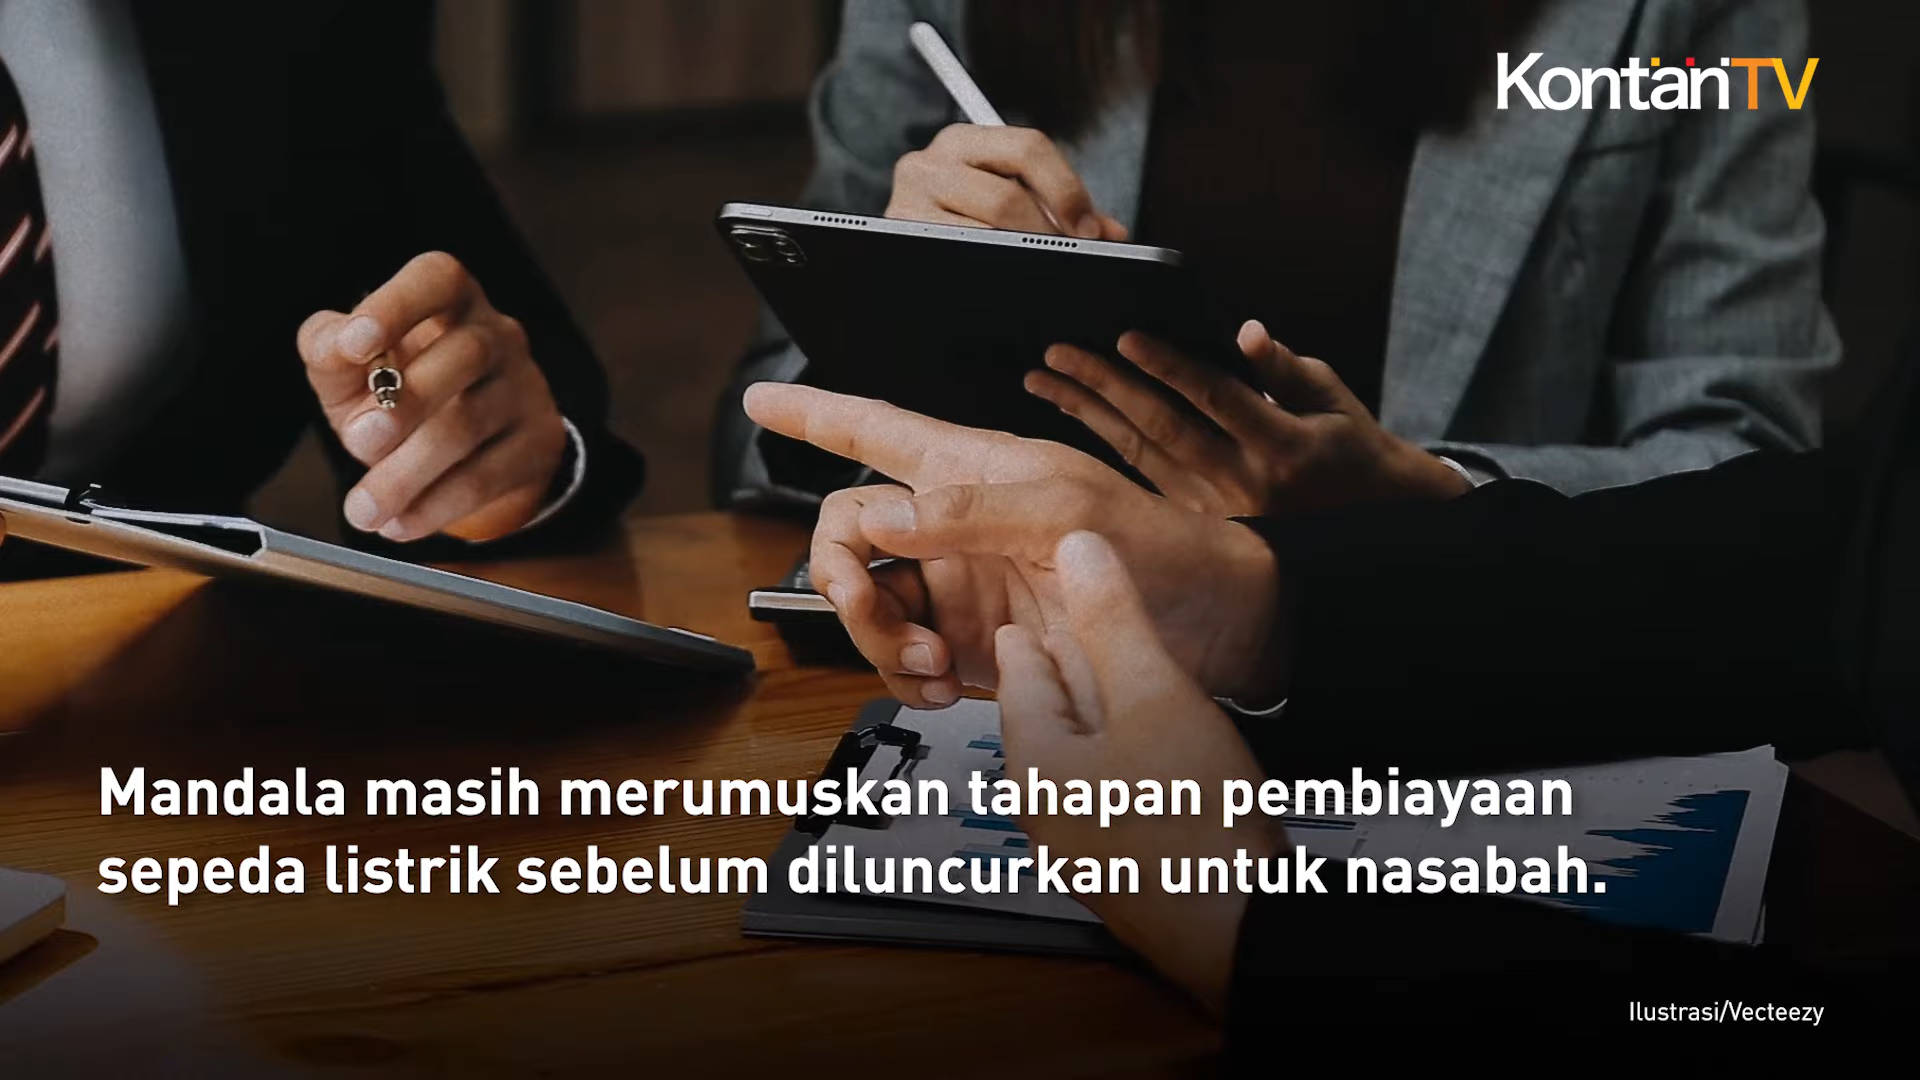 KontanTV
Mandala masih merumuskan tahapan pembiayaan
sepeda listrik sebelum diluncurkan untuk nasabah.
Ilustrasi/Vecteezy